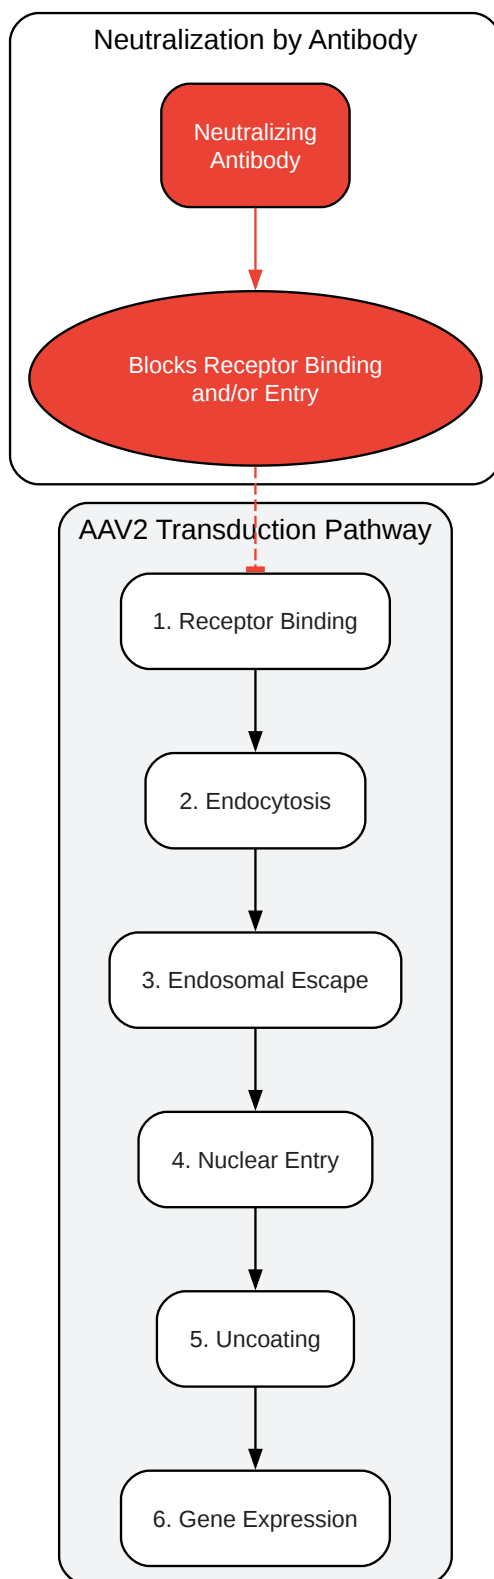 Neutralization by Antibody
Neutralizing
Antibody
Blocks Receptor Binding
and/or Entry
AAV2 Transduction Pathway
1. Receptor Binding
2. Endocytosis
3. Endosomal Escape
4. Nuclear Entry
5. Uncoating
6. Gene Expression